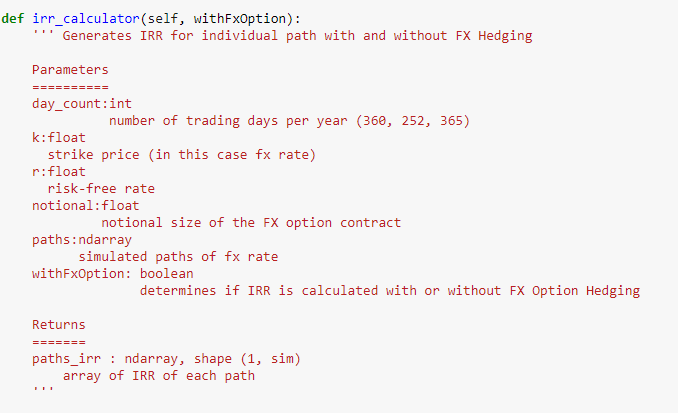 def irr_calculator(self, withFxOption):
    ''' Generates IRR for individual path with and without FX Hedging

    Parameters
    ==========
    day_count:int
              number of trading days per year (360, 252, 365)
    k:float
      strike price (in this case fx rate)
    r:float
      risk-free rate
    notional:float
             notional size of the FX option contract
    paths:ndarray
          simulated paths of fx rate
    withFxOption: boolean
                  determines if IRR is calculated with or without FX Option Hedging

    Returns
    =======
    paths_irr : ndarray, shape (1, sim)
        array of IRR of each path
    '''